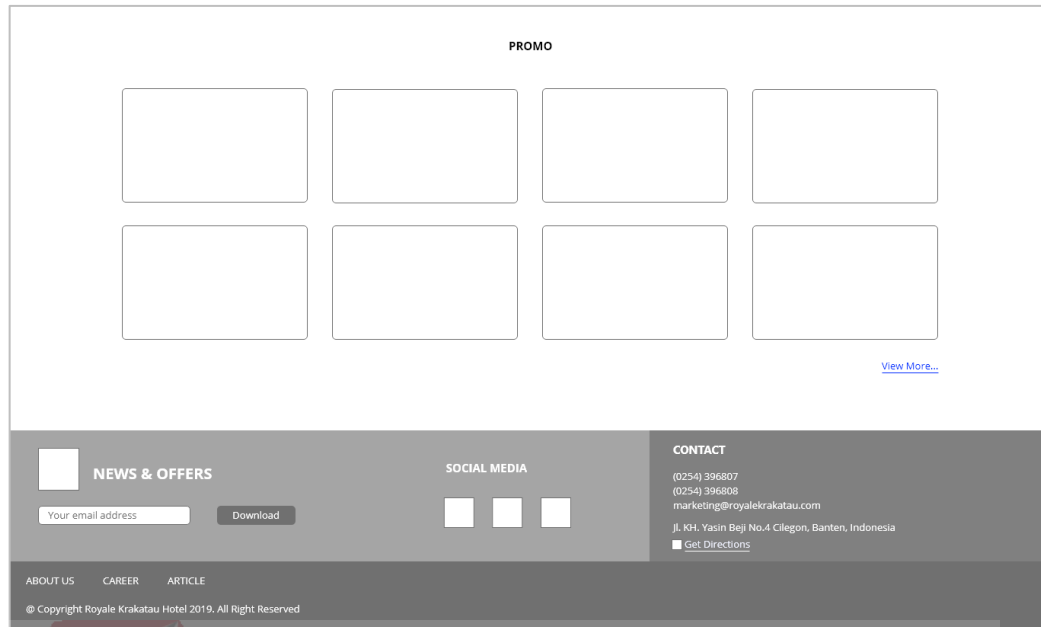 PROMO
View More...
NEWS & OFFERS
Your email address
Download
SOCIAL MEDIA
CONTACT
(0254) 396807
(0254) 396808
marketing@royalekrakatau.com
Jl. KH. Yasin Beji No.4 Cilegon, Banten, Indonesia
Get Directions
ABOUT US CAREER ARTICLE
@ Copyright Royale Krakatau Hotel 2019. All Right Reserved